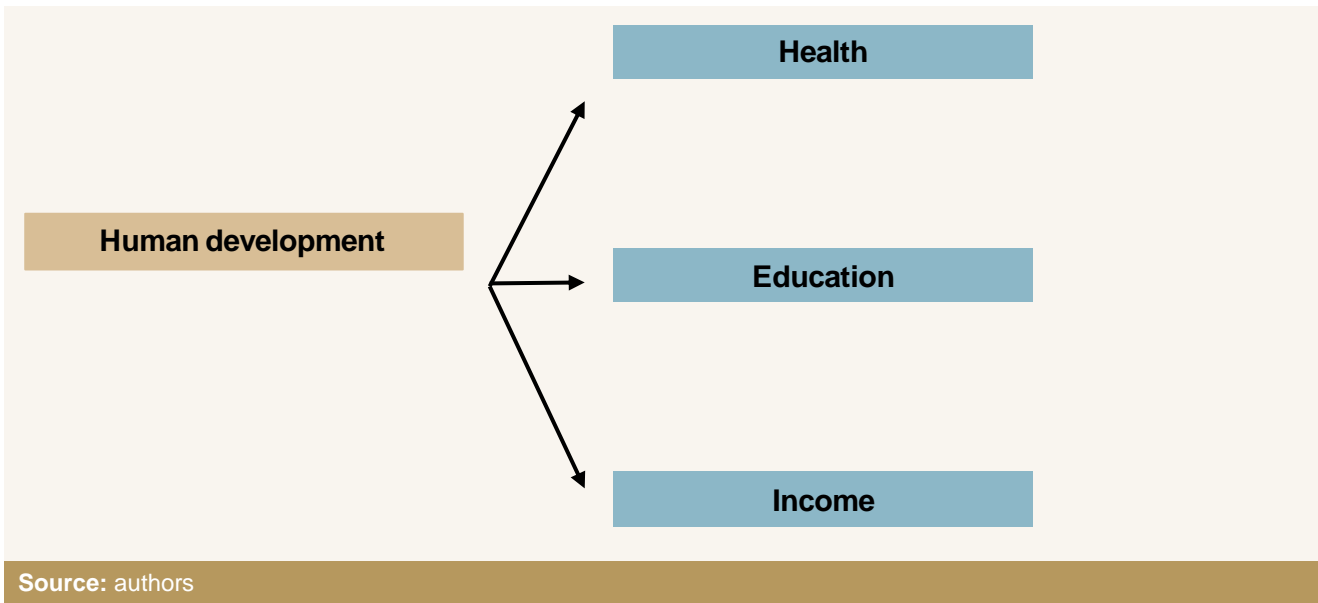 Health
Human development
Education
Income
Source: authors